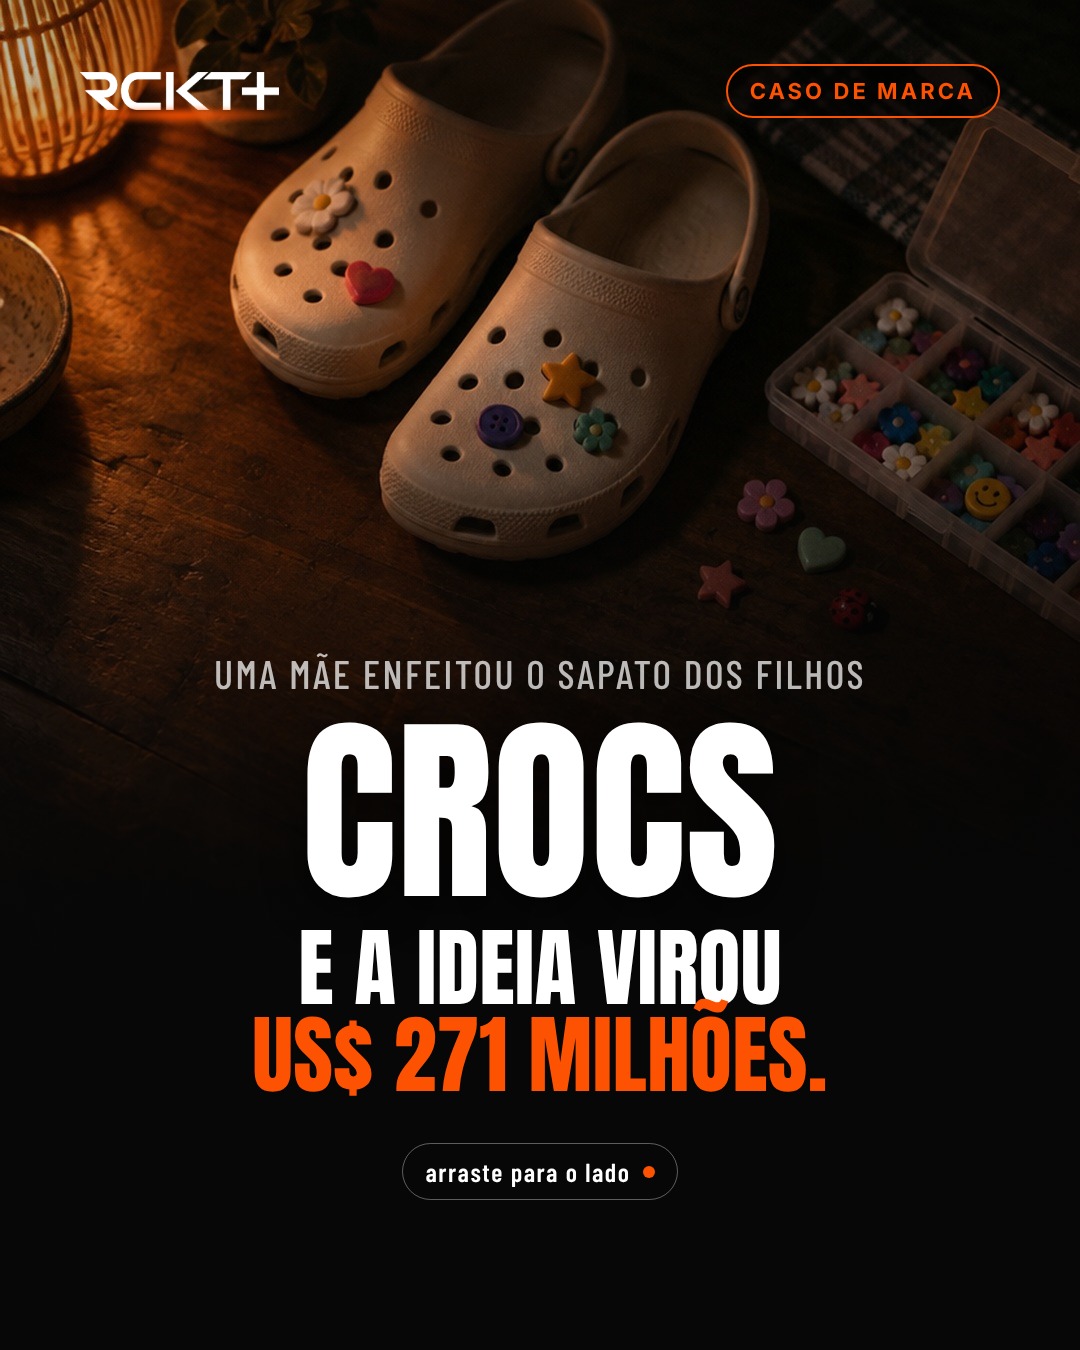 RCKT+
CASO DE MARCA
UMA MÃE ENFEITOU O SAPATO DOS FILHOS
CROCS
E A IDEIA VIROU
US$ 271 MILHÕES.
arraste para o lado